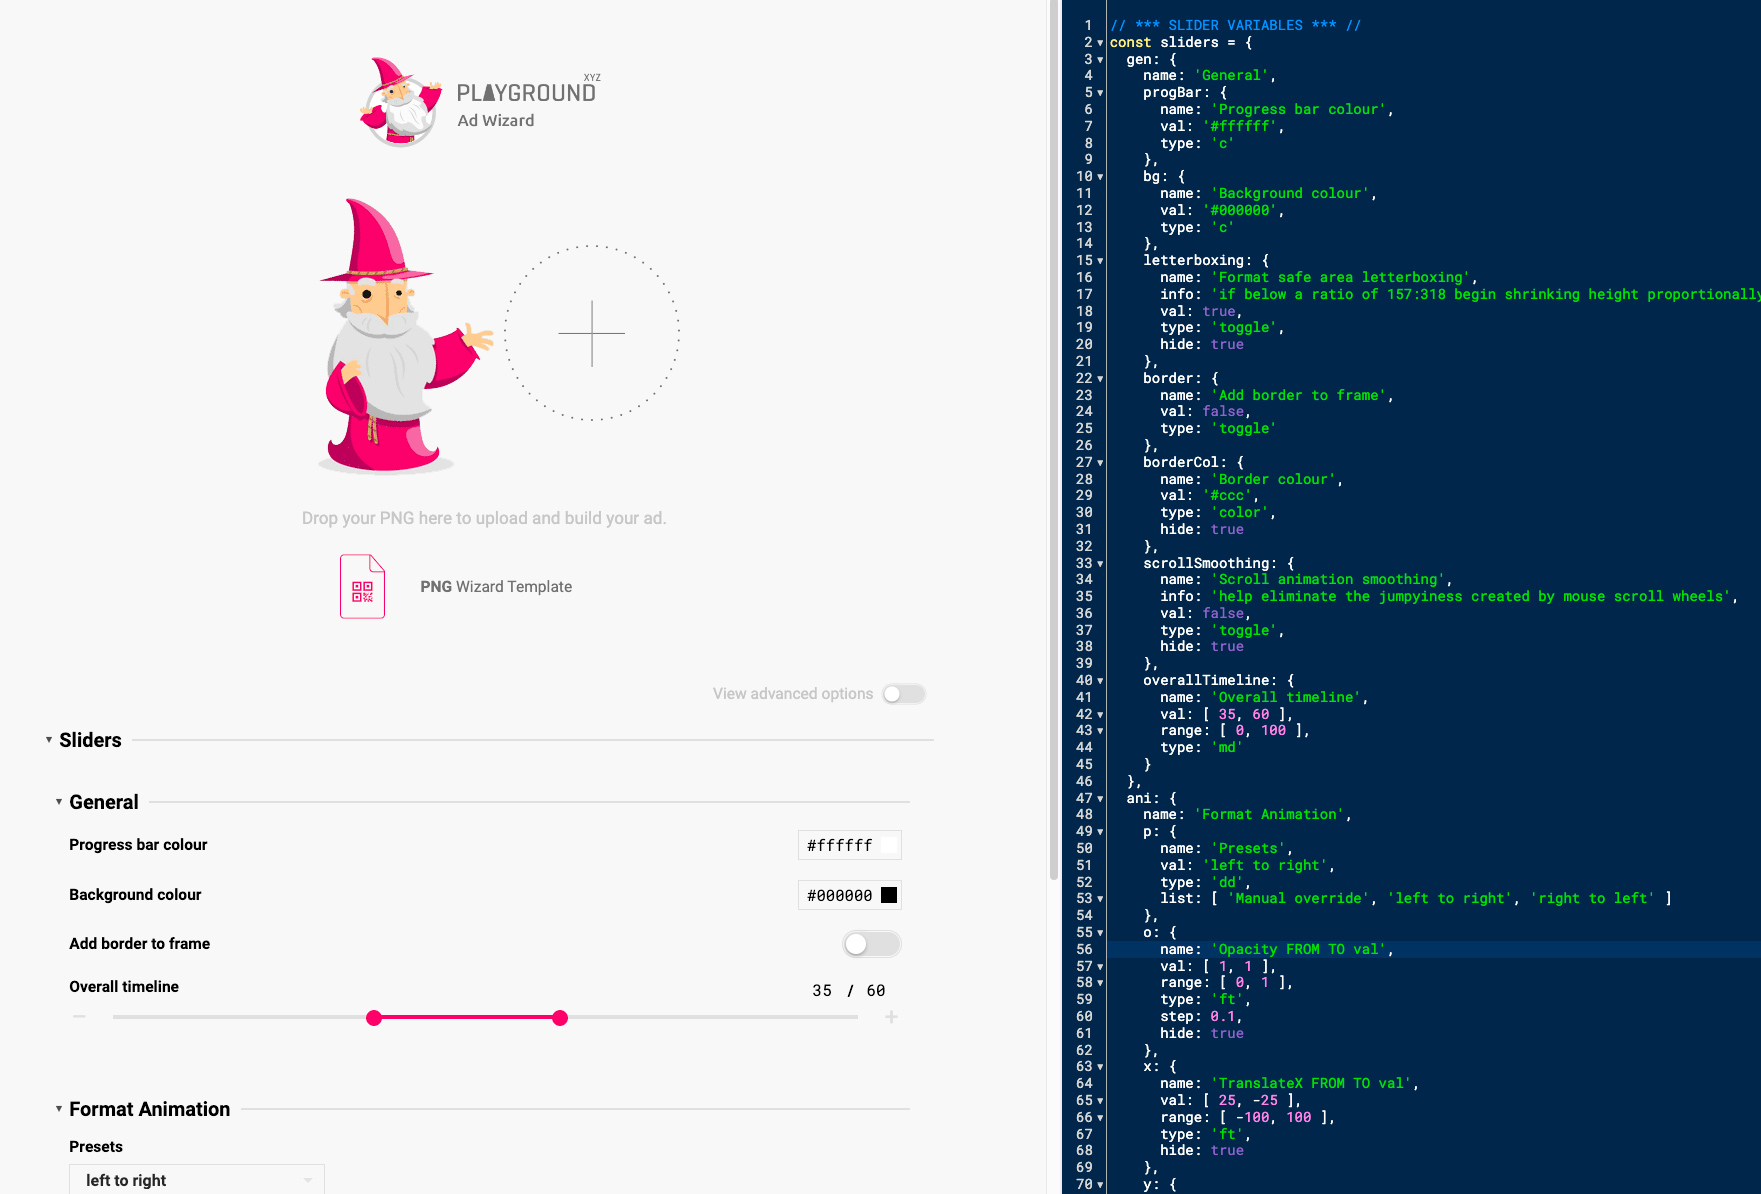 PLAYGROUND XYZ
Ad Wizard
Drop your PNG here to upload and build your ad.
PNG Wizard Template
View advanced options
Sliders
General
Progress bar colour
#ffffff
Background colour
#000000
Add border to frame
Overall timeline
35 / 60
Format Animation
Presets
left to right
1 // *** SLIDER VARIABLES *** //
2 const sliders = {
3 gen: {
4 name: 'General',
5 progBar: {
6 name: 'Progress bar colour',
7 val: '#ffffff',
8 type: 'c'
9 },
10 bg: {
11 name: 'Background colour',
12 val: '#000000',
13 type: 'c'
14 },
15 letterboxing: {
16 name: 'Format safe area letterboxing',
17 info: 'if below a ratio of 157:318 begin shrinking height proportionally
18 val: true,
19 type: 'toggle',
20 hide: true
21 },
22 border: {
23 name: 'Add border to frame',
24 val: false,
25 type: 'toggle'
26 },
27 borderCol: {
28 name: 'Border colour',
29 val: '#ccc',
30 type: 'color',
31 hide: true
32 },
33 scrollSmoothing: {
34 name: 'Scroll animation smoothing',
35 info: 'help eliminate the jumpyiness created by mouse scroll wheels',
36 val: false,
37 type: 'toggle',
38 hide: true
39 },
40 overallTimeline: {
41 name: 'Overall timeline',
42 val: [ 35, 60 ],
43 range: [ 0, 100 ],
44 type: 'md'
45 }
46 },
47 ani: {
48 name: 'Format Animation',
49 p: {
50 name: 'Presets',
51 val: 'left to right',
52 type: 'dd',
53 list: [ 'Manual override', 'left to right', 'right to left' ]
54 },
55 o: {
56 name: 'Opacity FROM TO val',
57 val: [ 1, 1 ],
58 range: [ 0, 1 ],
59 type: 'ft',
60 step: 0.1,
61 hide: true
62 },
63 x: {
64 name: 'TranslateX FROM TO val',
65 val: [ 25, -25 ],
66 range: [ -100, 100 ],
67 type: 'ft',
68 hide: true
69 },
70 y: {